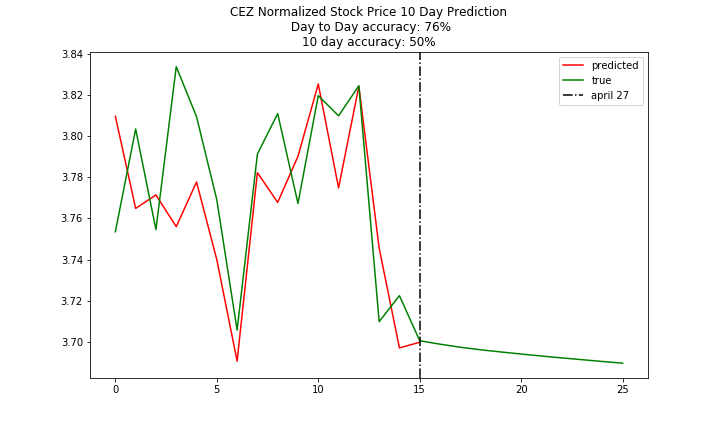 CEZ Normalized Stock Price 10 Day Prediction
Day to Day accuracy: 76%
10 day accuracy: 50%
3.84
3.82
3.80
3.78
3.76
3.74
3.72
3.70
predicted
true
april 27
0
5
10
15
20
25